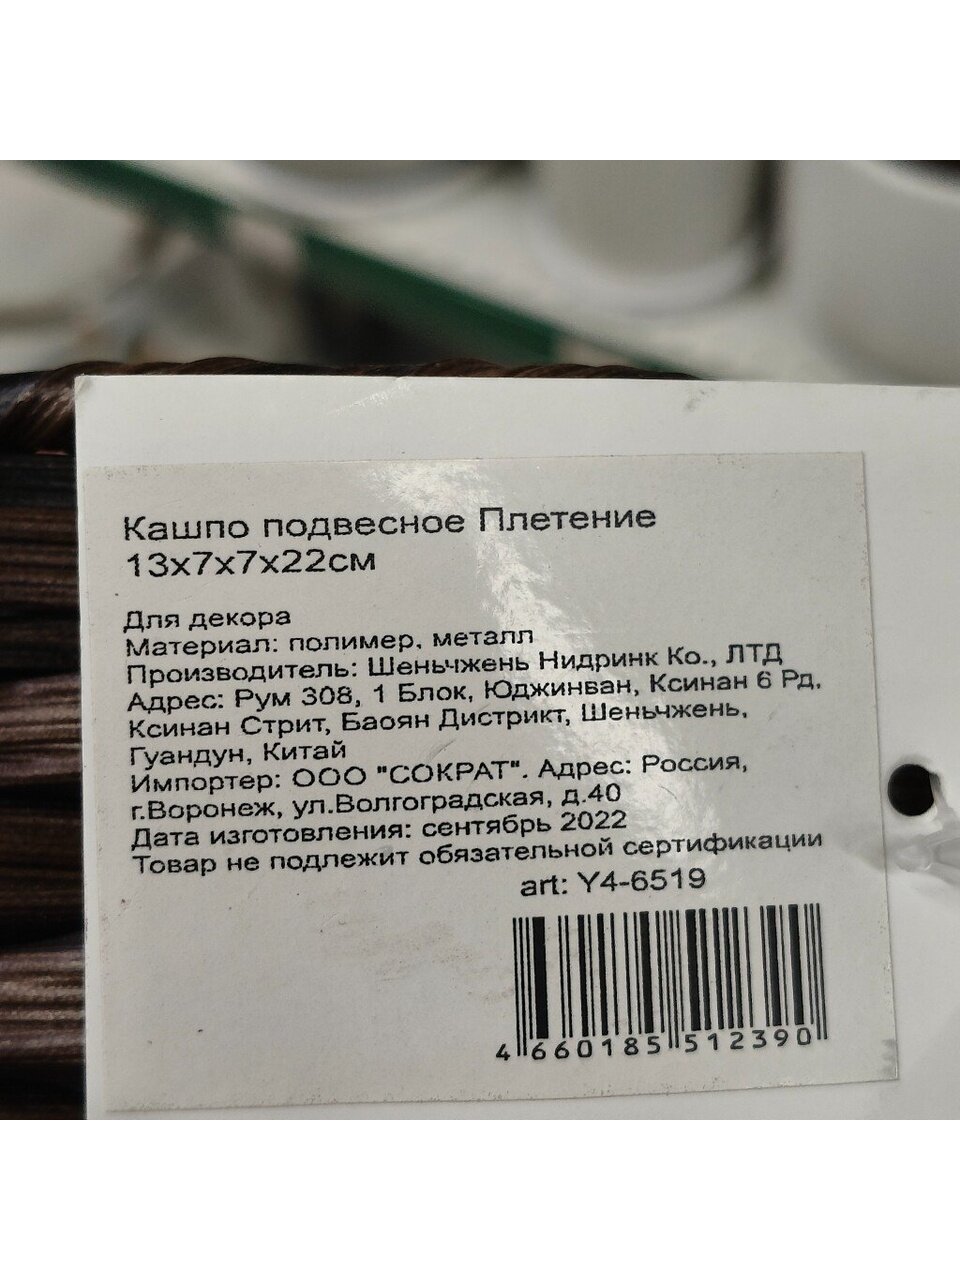 Кашпо подвесное Плетение
13х7х7х22см
Для декора
Материал: полимер, металл
Производитель: Шеньчжень Нидринк Ко., ЛТД
Адрес: Рум 308, 1 Блок, Юджинван, Ксинан 6 Рд,
Ксинан Стрит, Баоян Дистрикт, Шеньчжень,
Гуандун, Китай
Импортер: ООО "СОКРАТ". Адрес: Россия,
г.Воронеж, ул.Волгоградская, д.40
Дата изготовления: сентябрь 2022
Товар не подлежит обязательной сертификации
art: Y4-6519
4 660185 512390